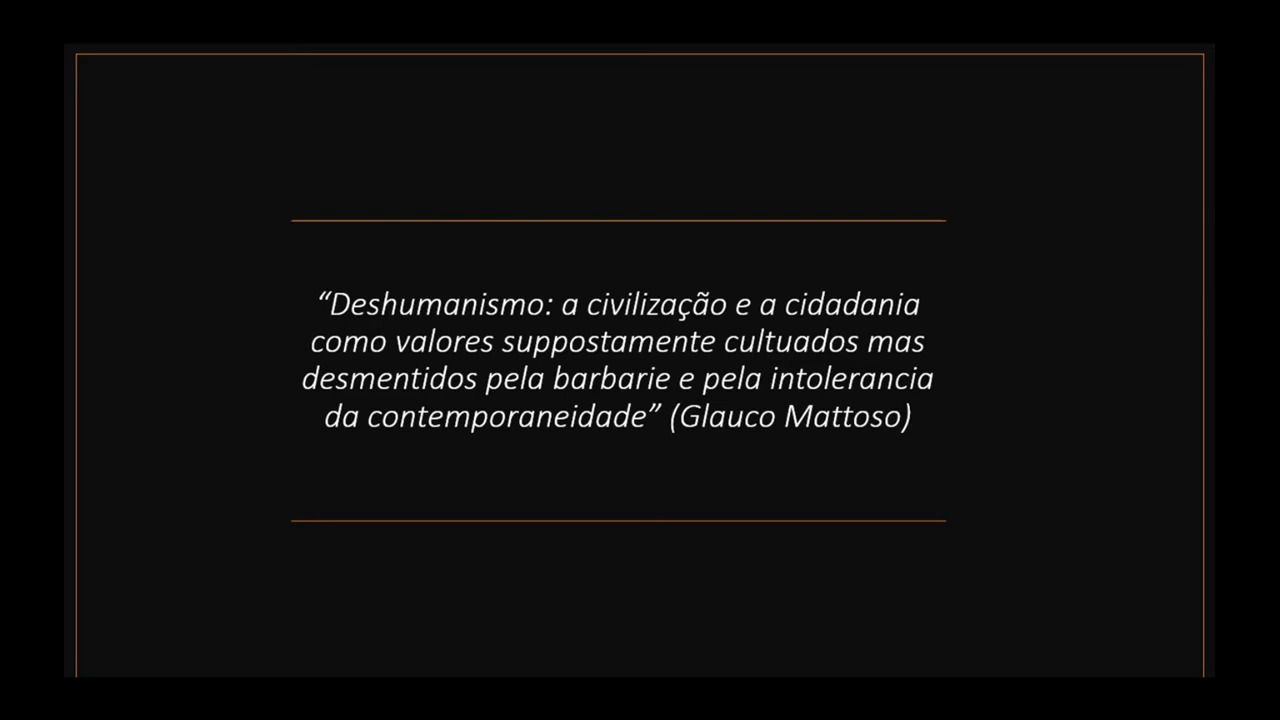 “Deshumanismo: a civilização e a cidadania
como valores suppostamente cultuados mas
desmentidos pela barbarie e pela intolerancia
da contemporaneidade” (Glauco Mattoso)